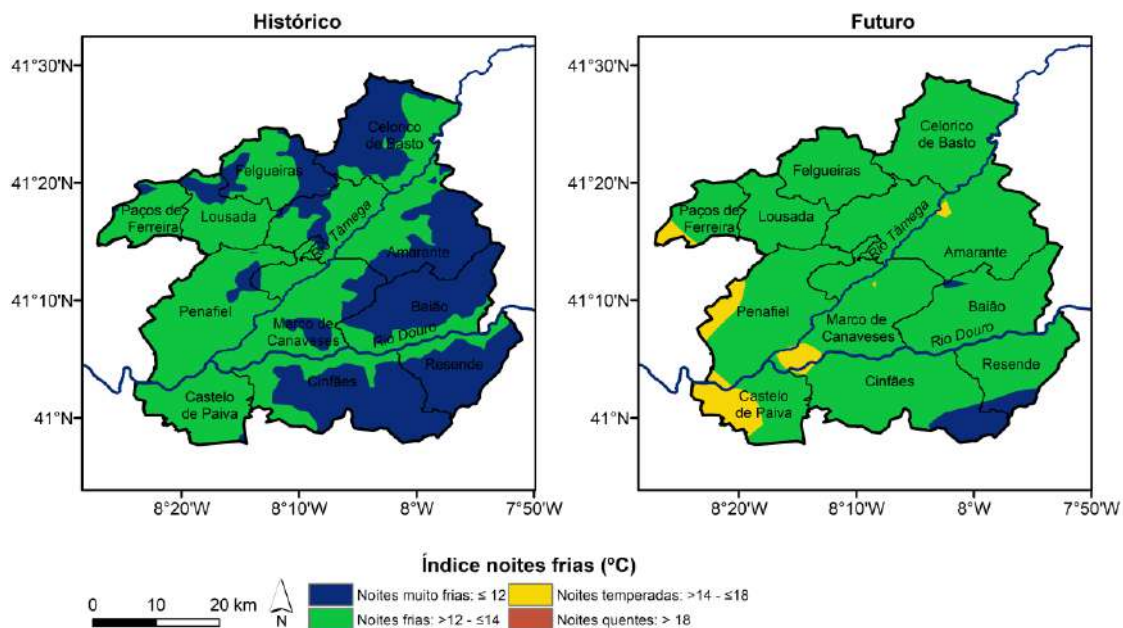 Histórico
Futuro
41°30'N
41°20'N
41°10'N
41°N
8°20'W
8°10'W
8°W
7°50'W
Celorico
de Basto
Felgueiras
Paços de
Ferreira
Lousada
Rio Tâmega
Amarante
Penafiel
Baião
Marco de
Canaveses
Rio Douro
Resende
Cinfães
Castelo
de Paiva
41°30'N
41°20'N
41°10'N
41°N
8°20'W
8°10'W
8°W
7°50'W
Celorico
de Basto
Felgueiras
Paços de
Ferreira
Lousada
Rio Tâmega
Amarante
Penafiel
Baião
Marco de
Canaveses
Rio Douro
Resende
Cinfães
Castelo
de Paiva
Índice noites frias (ºC)
0 10 20 km
N
Noites muito frias: ≤ 12
Noites temperadas: >14 - ≤18
Noites frias: >12 - ≤14
Noites quentes: > 18